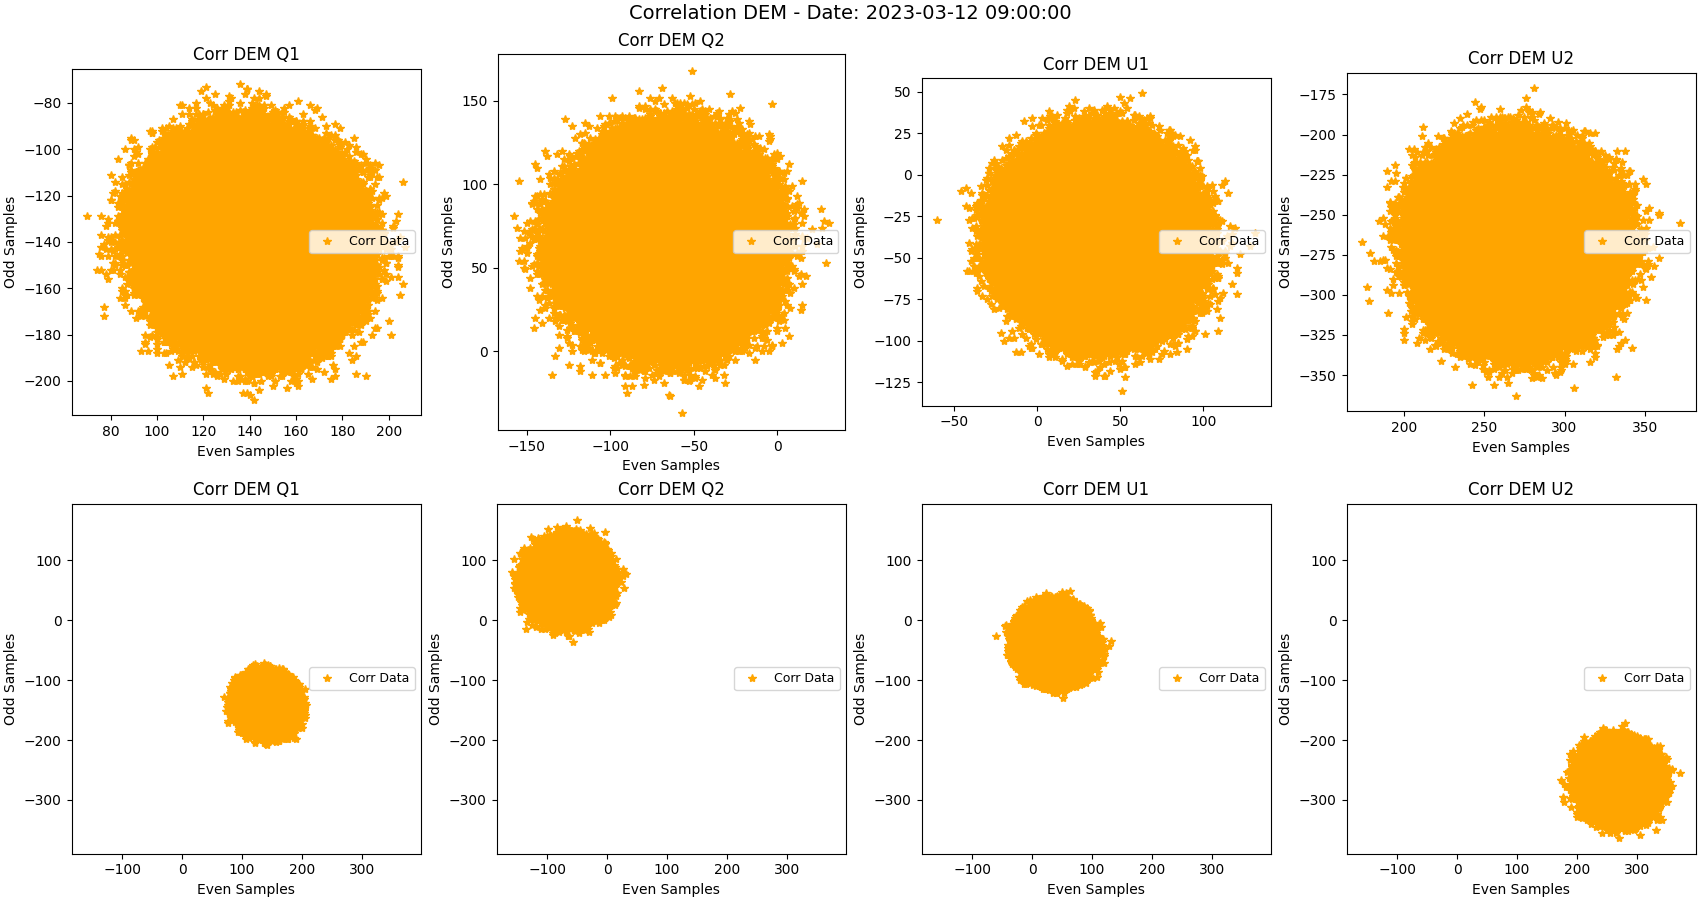 Correlation DEM - Date: 2023-03-12 09:00:00
Corr DEM Q1
Odd Samples
−80
−100
−120
−140
−160
−180
−200
80 100 120 140 160 180 200
Even Samples
Corr Data
Corr DEM Q2
Odd Samples
150
100
50
0
−150 −100 −50 0
Even Samples
Corr Data
Corr DEM U1
Odd Samples
50
25
0
−25
−50
−75
−100
−125
−50 0 50 100
Even Samples
Corr Data
Corr DEM U2
Odd Samples
−175
−200
−225
−250
−275
−300
−325
−350
200 250 300 350
Even Samples
Corr Data
Corr DEM Q1
Odd Samples
100
0
−100
−200
−300
−100 0 100 200 300
Even Samples
Corr Data
Corr DEM Q2
Odd Samples
100
0
−100
−200
−300
−100 0 100 200 300
Even Samples
Corr Data
Corr DEM U1
Odd Samples
100
0
−100
−200
−300
−100 0 100 200 300
Even Samples
Corr Data
Corr DEM U2
Odd Samples
100
0
−100
−200
−300
−100 0 100 200 300
Even Samples
Corr Data